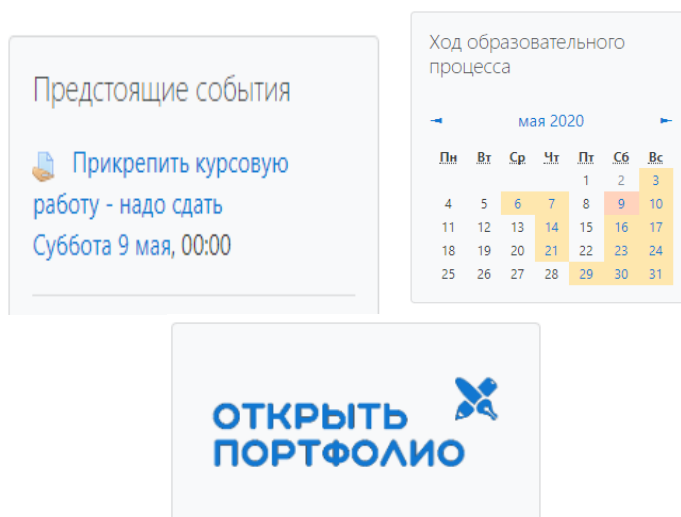 Предстоящие события
Прикрепить курсовую
работу - надо сдать
Суббота 9 мая, 00:00
Ход образовательного
процесса
мая 2020
Пн Вт Ср Чт Пт Сб Вс
1 2 3
4 5 6 7 8 9 10
11 12 13 14 15 16 17
18 19 20 21 22 23 24
25 26 27 28 29 30 31
ОТКРЫТЬ
ПОРТФОЛИО